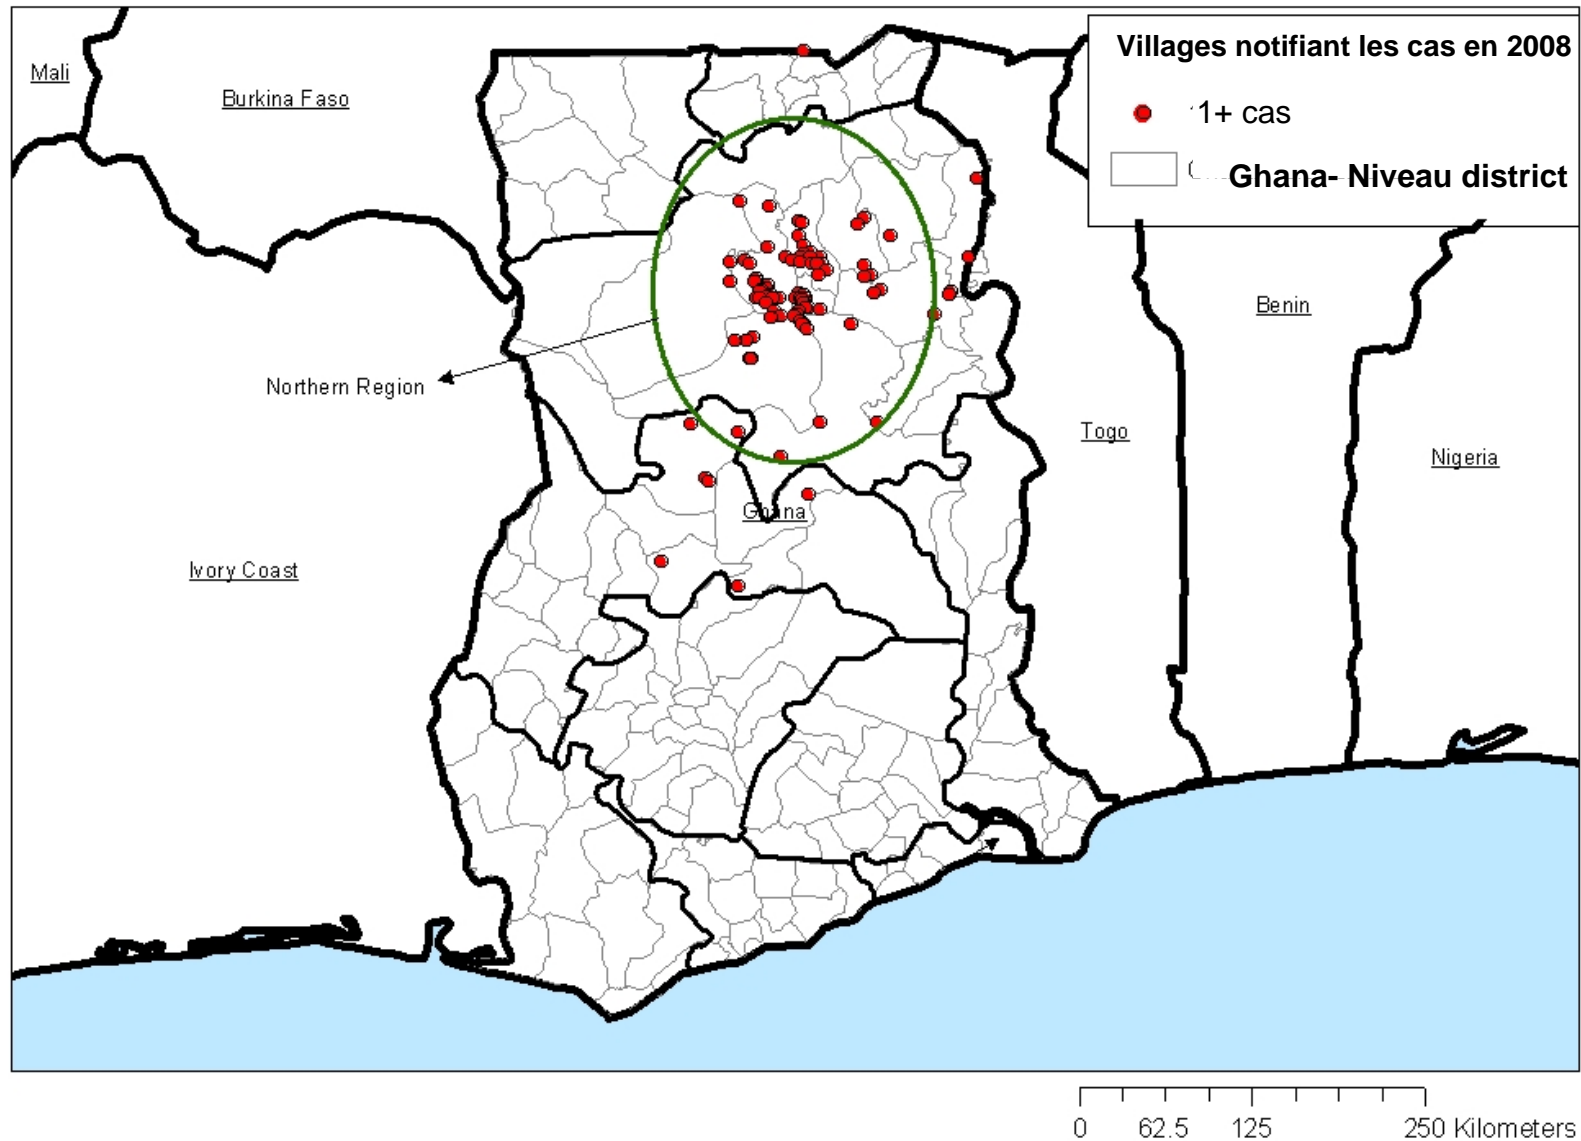 Villages notifiant les cas en 2008
1+ cas
Ghana- Niveau district
Mali
Burkina Faso
Benin
Northern Region
Togo
Nigeria
Ghana
Ivory Coast
0 62.5 125 250 Kilometers